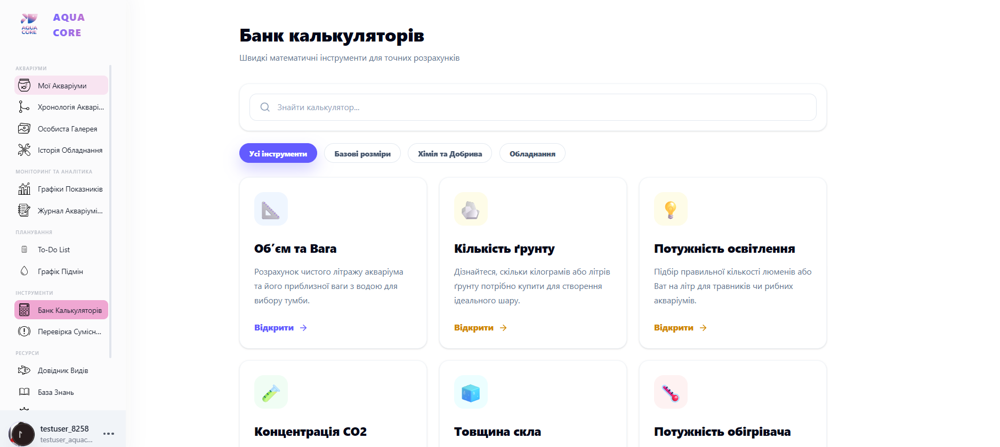 AQUA
CORE
AQUA
CORE
АКВАРІУМИ
Мої Акваріуми
Хронологія Акварі...
Особиста Галерея
Історія Обладнання
МОНІТОРИНГ ТА АНАЛІТИКА
Графіки Показників
Журнал Акваріумі...
ПЛАНУВАННЯ
To-Do List
Графік Підмін
ІНСТРУМЕНТИ
Банк Калькуляторів
Перевірка Сумісн...
РЕСУРСИ
Довідник Видів
База Знань
testuser_8258
testuser_aquac...
Банк калькуляторів
Швидкі математичні інструменти для точних розрахунків
Знайти калькулятор...
Усі інструменти
Базові розміри
Хімія та Добрива
Обладнання
Об՛єм та Вага
Розрахунок чистого літражу акваріума
та його приблизної ваги з водою для
вибору тумби.
Відкрити →
Кількість ґрунту
Дізнайтеся, скільки кілограмів або літрів
ґрунту потрібно купити для створення
ідеального шару.
Відкрити →
Потужність освітлення
Підбір правильної кількості люменів або
Ват на літр для травників чи рибних
акваріумів.
Відкрити →
Концентрація CO2
Товщина скла
Потужність обігрівача